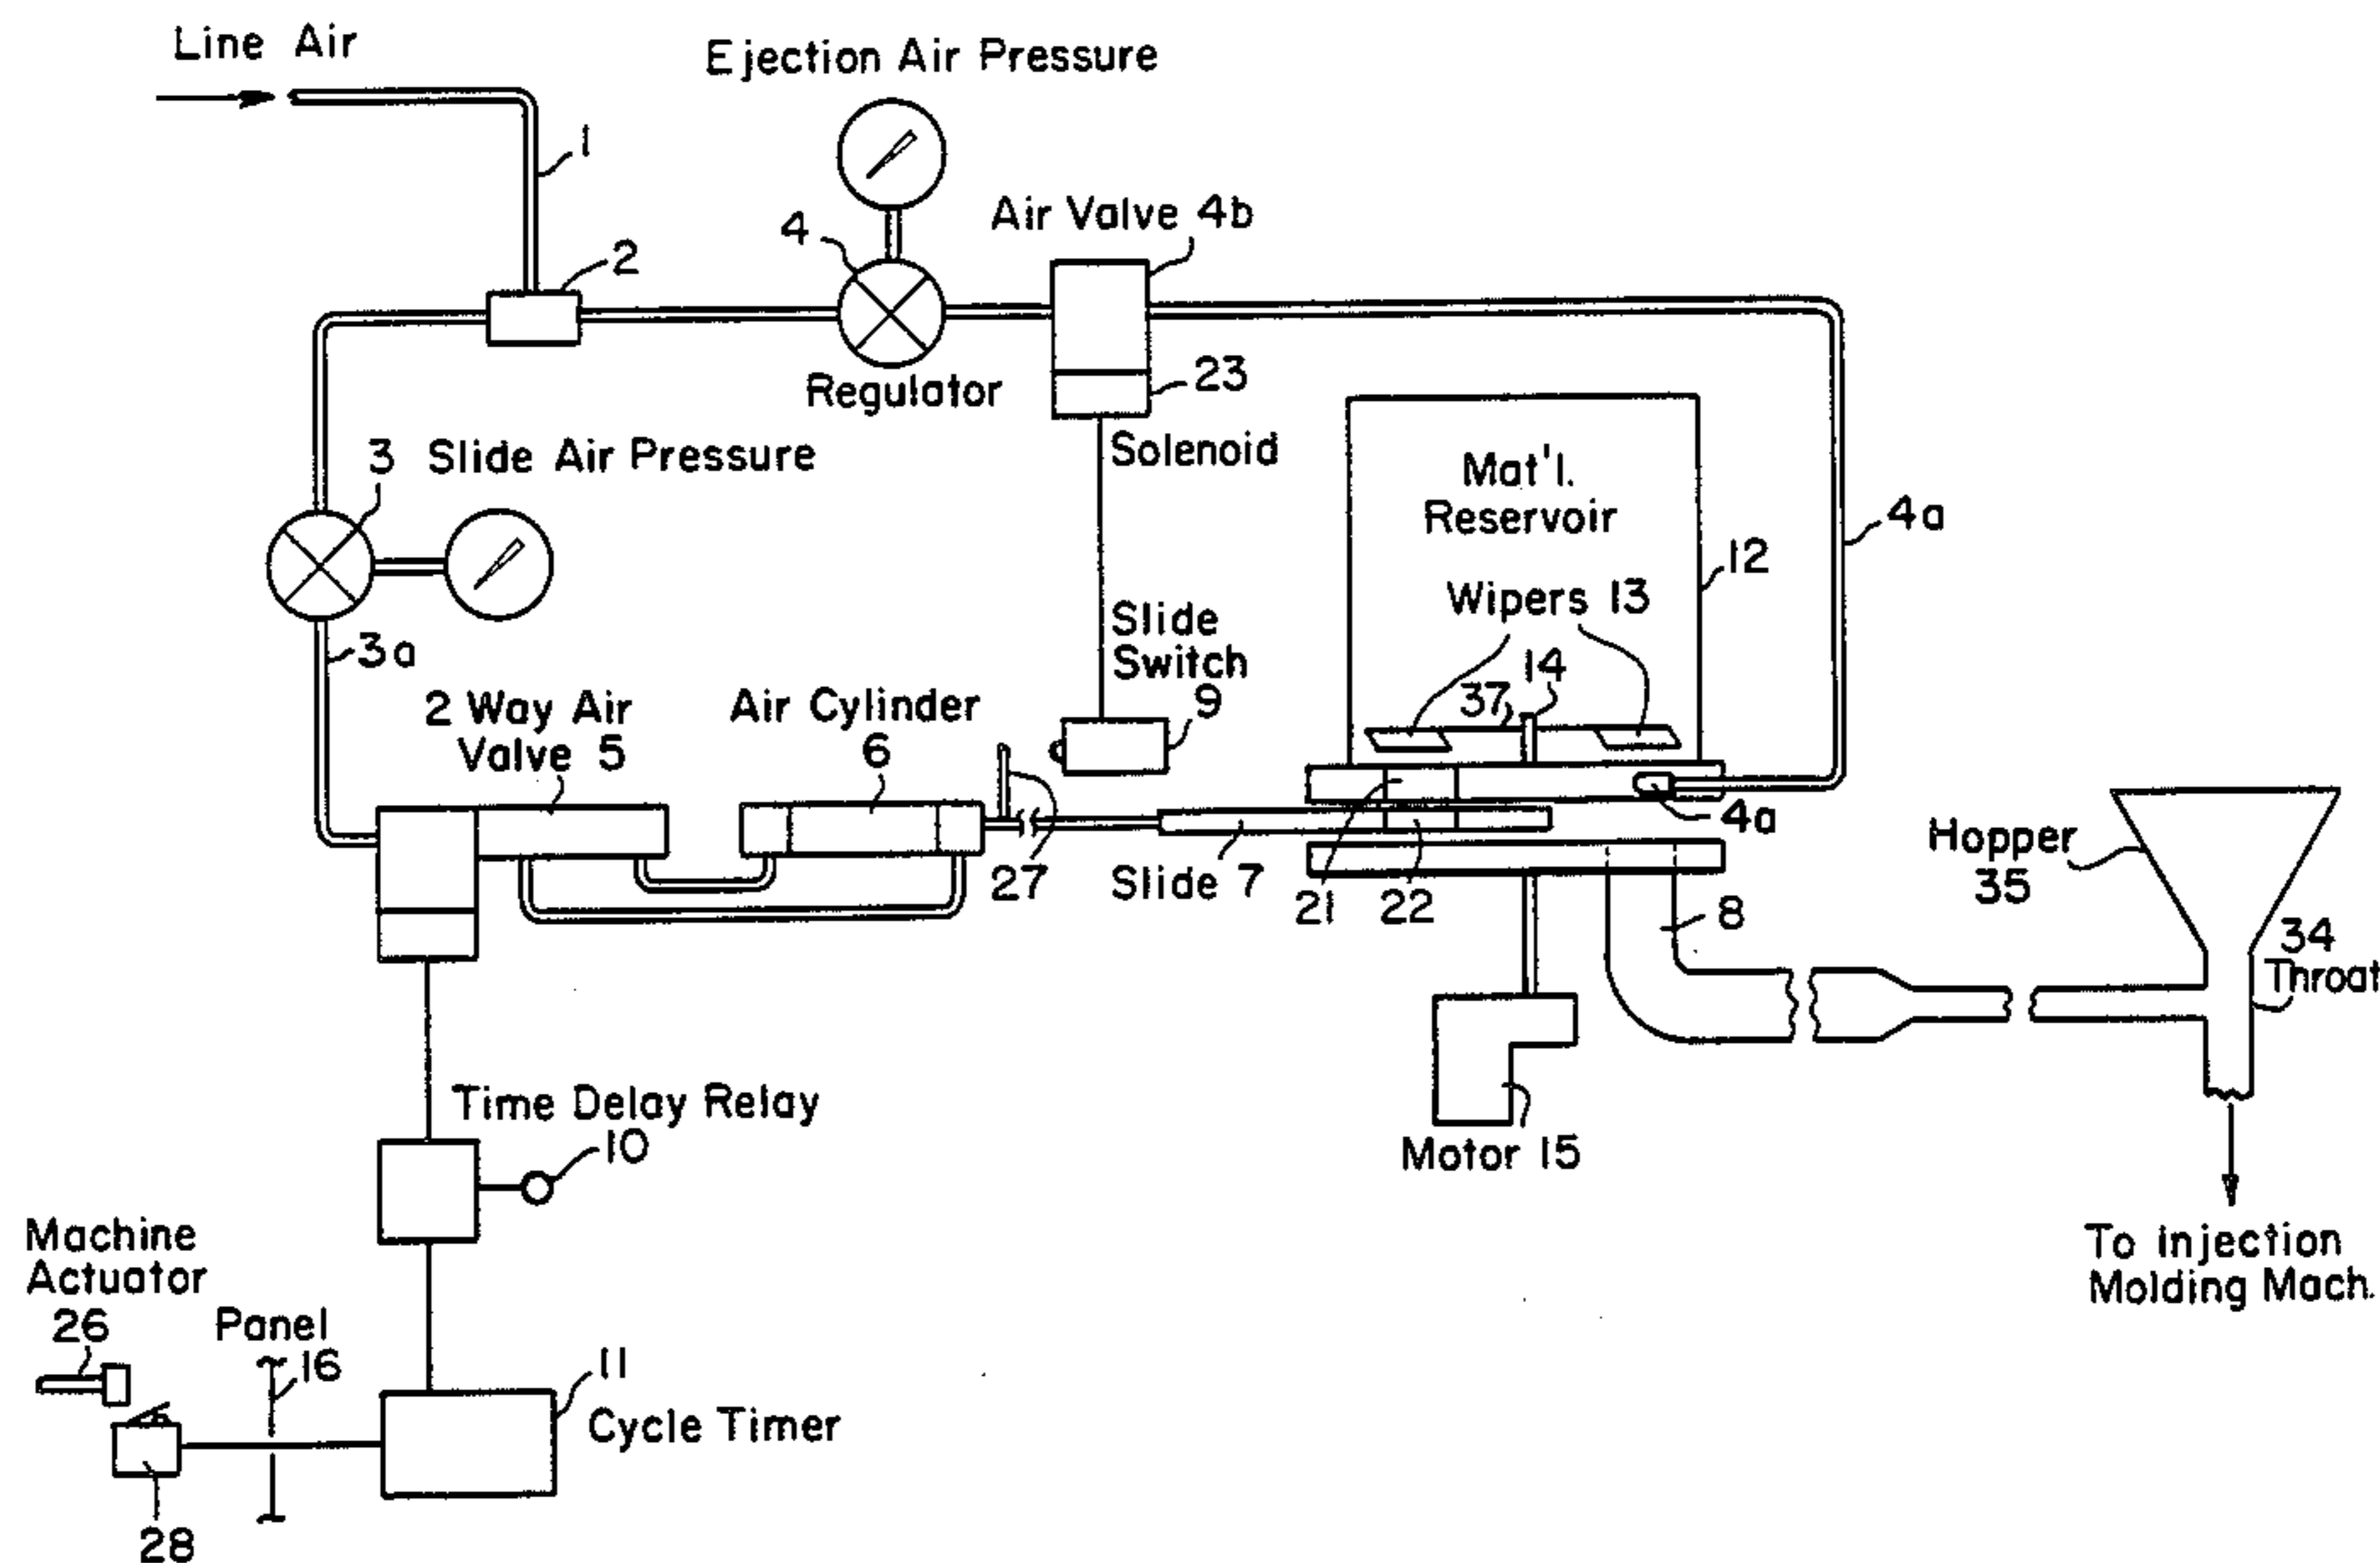 Line Air
Ejection Air Pressure
1
Air Valve 4b
4
2
23
Regulator
Solenoid
3 Slide Air Pressure
Mat'l.
Reservoir
4a
12
Wipers 13
Slide
Switch
9
14
37
3a
2 Way Air
Valve 5
Air Cylinder
6
4a
Hopper
35
27
Slide 7
21
22
8
34
Throat
Time Delay Relay
10
Motor 15
Machine
Actuator
26
Panel
16
To Injection
Molding Mach.
11
Cycle Timer
28